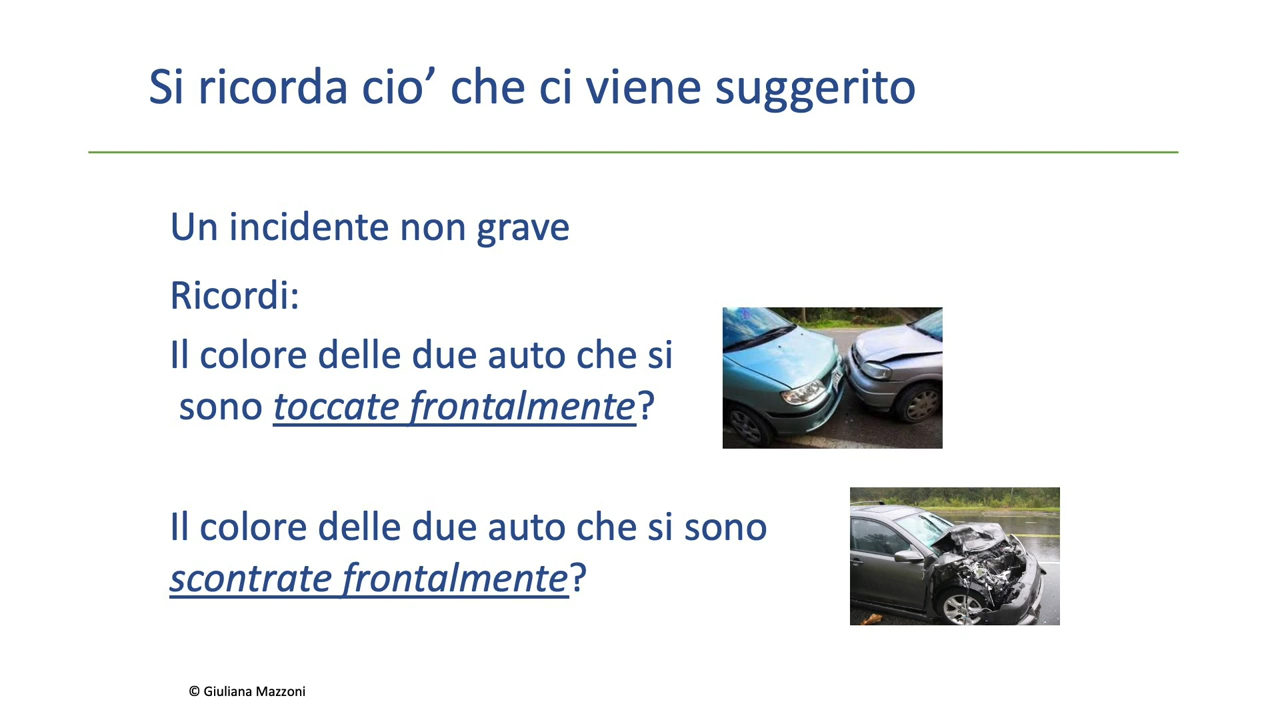 Si ricorda cio’ che ci viene suggerito
Un incidente non grave
Ricordi:
Il colore delle due auto che si
sono toccate frontalmente?
Il colore delle due auto che si sono
scontrate frontalmente?
© Giuliana Mazzoni